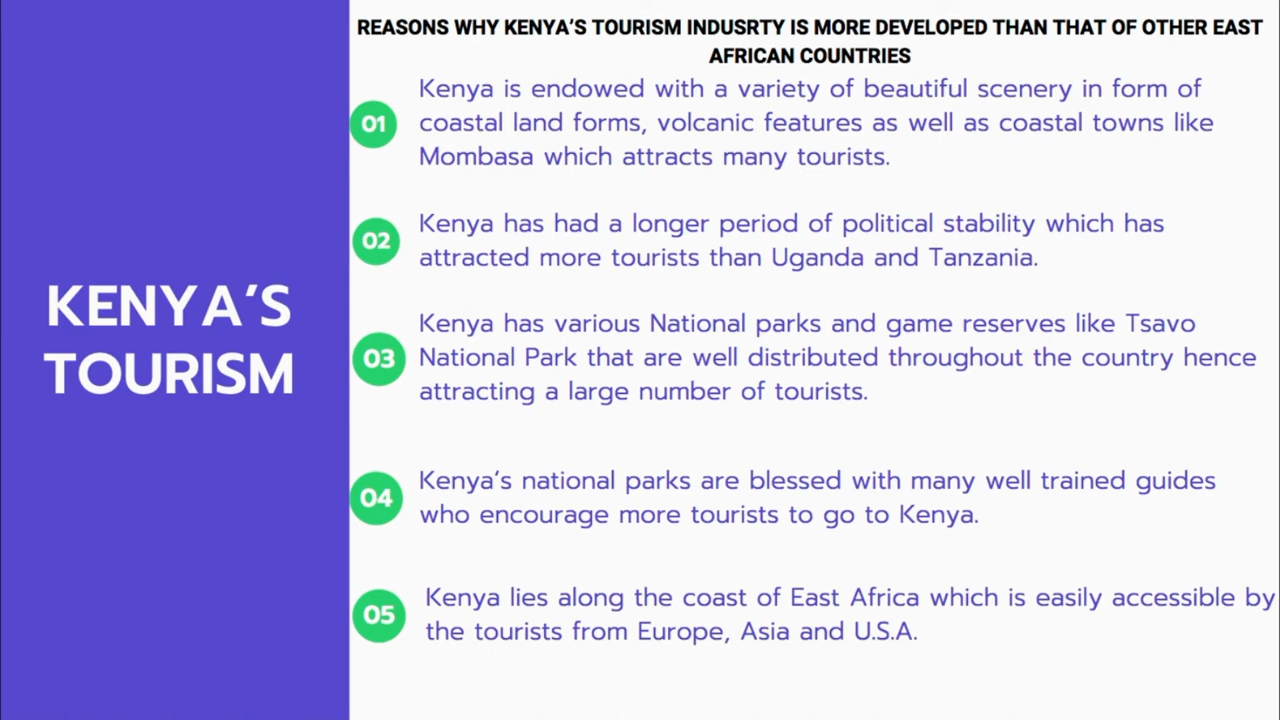 KENYA'S
TOURISM
REASONS WHY KENYA'S TOURISM INDUSRTY IS MORE DEVELOPED THAN THAT OF OTHER EAST
AFRICAN COUNTRIES
01
Kenya is endowed with a variety of beautiful scenery in form of
coastal land forms, volcanic features as well as coastal towns like
Mombasa which attracts many tourists.
02
Kenya has had a longer period of political stability which has
attracted more tourists than Uganda and Tanzania.
03
Kenya has various National parks and game reserves like Tsavo
National Park that are well distributed throughout the country hence
attracting a large number of tourists.
04
Kenya's national parks are blessed with many well trained guides
who encourage more tourists to go to Kenya.
05
Kenya lies along the coast of East Africa which is easily accessible by
the tourists from Europe, Asia and U.S.A.